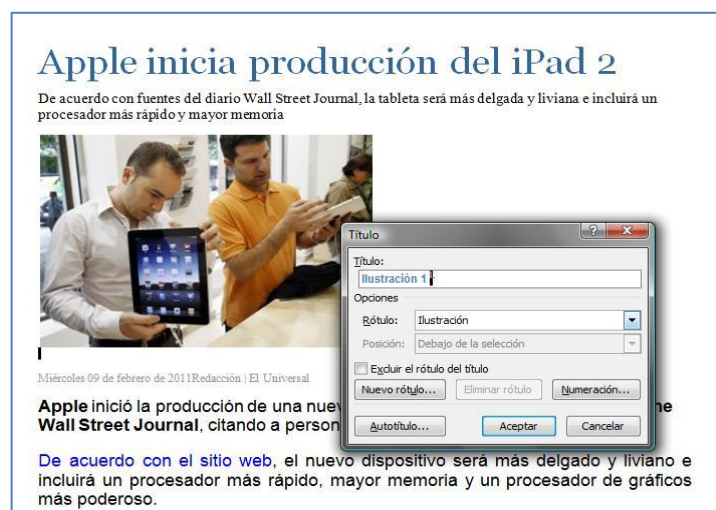 Apple inicia producción del iPad 2
De acuerdo con fuentes del diario Wall Street Journal, la tableta será más delgada y liviana e incluirá un
procesador más rápido y mayor memoria
Título
Título:
Ilustración 1
Opciones
Rótulo: Ilustración
Posición: Debajo de la selección
Excluir el rótulo del título
Nuevo rótulo... Eliminar rótulo Numeración...
Autotítulo... Aceptar Cancelar
Miércoles 09 de febrero de 2011Redacción | El Universal
Apple inició la producción de una
Wall Street Journal, citando a
De acuerdo con el sitio web, el nuevo dispositivo será más delgado y liviano e
incluirá un procesador más rápido, mayor memoria y un procesador de gráficos
más poderoso.